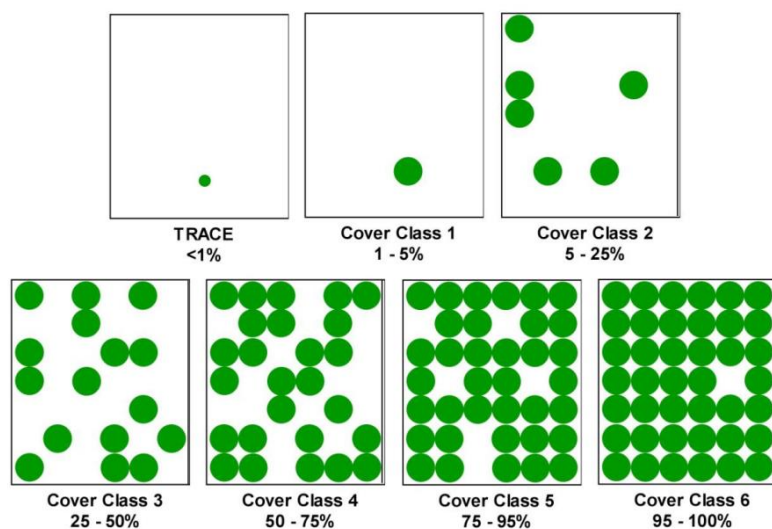 TRACE
<1%
Cover Class 1
1 - 5%
Cover Class 2
5 - 25%
Cover Class 3
25 - 50%
Cover Class 4
50 - 75%
Cover Class 5
75 - 95%
Cover Class 6
95 - 100%